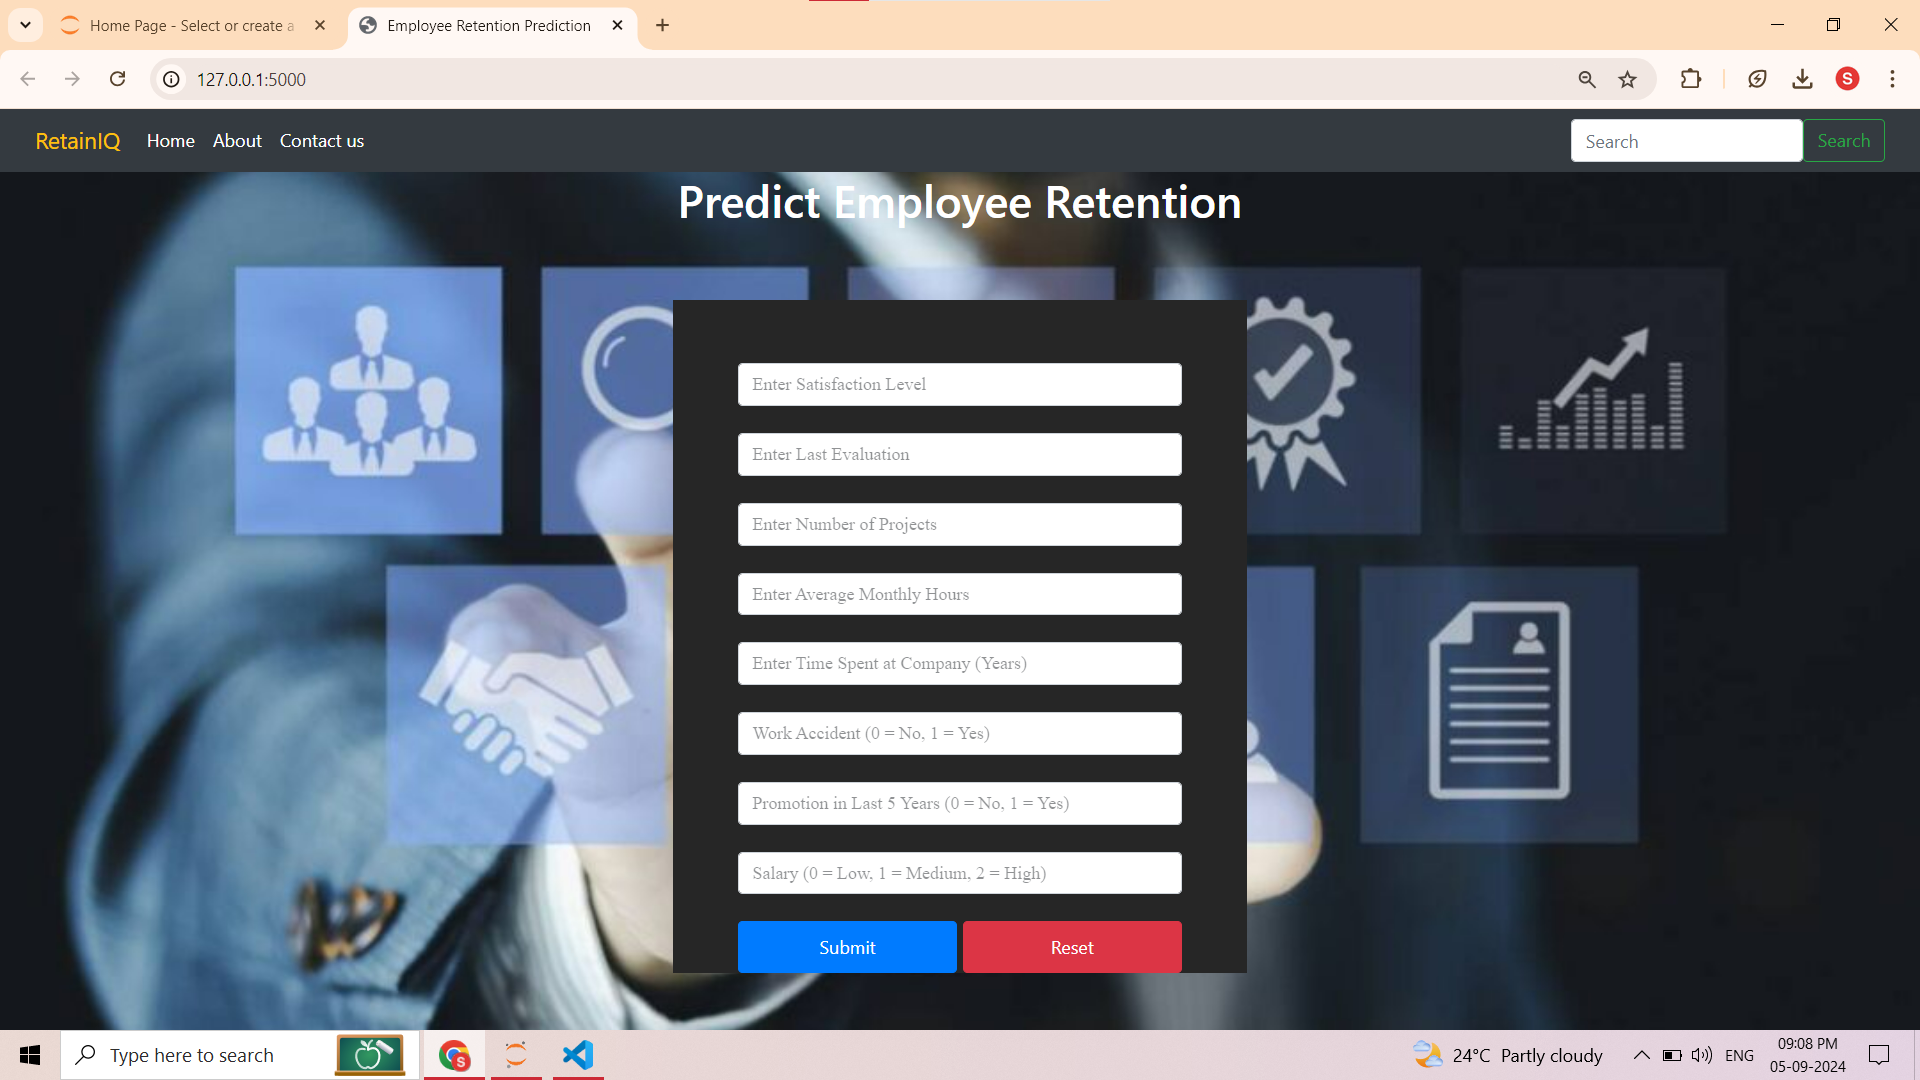 Home Page - Select or create a
Employee Retention Prediction
127.0.0.1:5000
S
RetainIQ Home About Contact us
Search Search
Predict Employee Retention
Enter Satisfaction Level
Enter Last Evaluation
Enter Number of Projects
Enter Average Monthly Hours
Enter Time Spent at Company (Years)
Work Accident (0 = No, 1 = Yes)
Promotion in Last 5 Years (0 = No, 1 = Yes)
Salary (0 = Low, 1 = Medium, 2 = High)
Submit Reset
Type here to search
S
24°C Partly cloudy
ENG
09:08 PM
05-09-2024